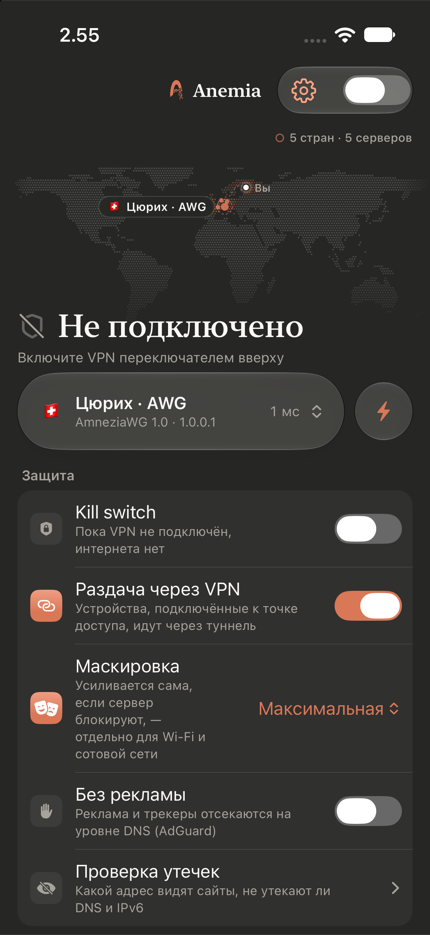 2.55
Anemia
5 стран · 5 серверов
Вы
Цюрих · AWG
Не подключено
Включите VPN переключателем вверху
Цюрих · AWG
1 мс
AmneziaWG 1.0 · 1.0.0.1
Защита
Kill switch
Пока VPN не подключён,
интернета нет
Раздача через VPN
Устройства, подключённые к точке
доступа, идут через туннель
Маскировка
Усиливается сама,
если сервер
блокируют, —
отдельно для Wi-Fi и
сотовой сети
Максимальная
Без рекламы
Реклама и трекеры отсекаются на
уровне DNS (AdGuard)
Проверка утечек
Какой адрес видят сайты, не утекают ли
DNS и IPv6